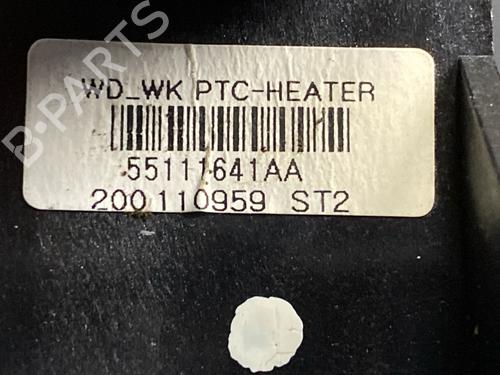 WD_WK PTC-HEATER
55111641AA
200110959 ST2
B-PARTS